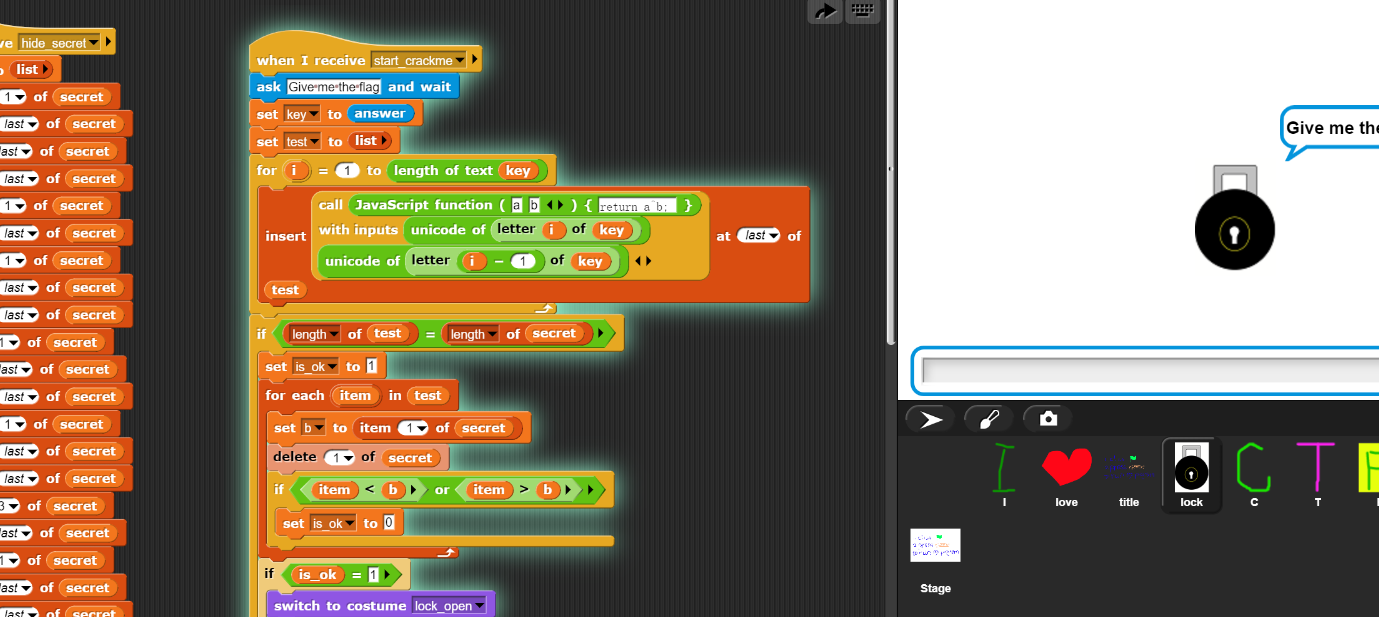 ve hide_secret
o list
1 of secret
last of secret
ast of secret
last of secret
1 of secret
last of secret
1 of secret
last of secret
last of secret
1 of secret
last of secret
last of secret
1 of secret
last of secret
last of secret
3 of secret
last of secret
1 of secret
last of secret
last of secret
when I receive start_crackme
ask Give me the flag and wait
set key to answer
set test to list
for i = 1 to length of text key
call JavaScript function ( a b ) { return a^b; }
with inputs unicode of letter i of key
insert at last of
unicode of letter i - 1 of key
test
if length of test = length of secret
set is_ok to 1
for each item in test
set b to item 1 of secret
delete 1 of secret
if item < b or item > b
set is_ok to 0
if is_ok = 1
switch to costume lock_open
Give me the
I love title lock C T
Stage